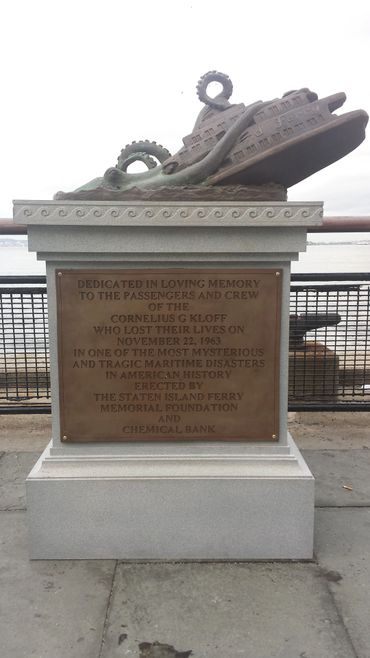 DEDICATED IN LOVING MEMORY
TO THE PASSENGERS AND CREW
OF THE
CORNELIUS G KLOFF
WHO LOST THEIR LIVES ON
NOVEMBER 22, 1963
IN ONE OF THE MOST MYSTERIOUS
AND TRAGIC MARITIME DISASTERS
IN AMERICAN HISTORY
ERECTED BY
THE STATEN ISLAND FERRY
MEMORIAL FOUNDATION
AND
CHEMICAL BANK